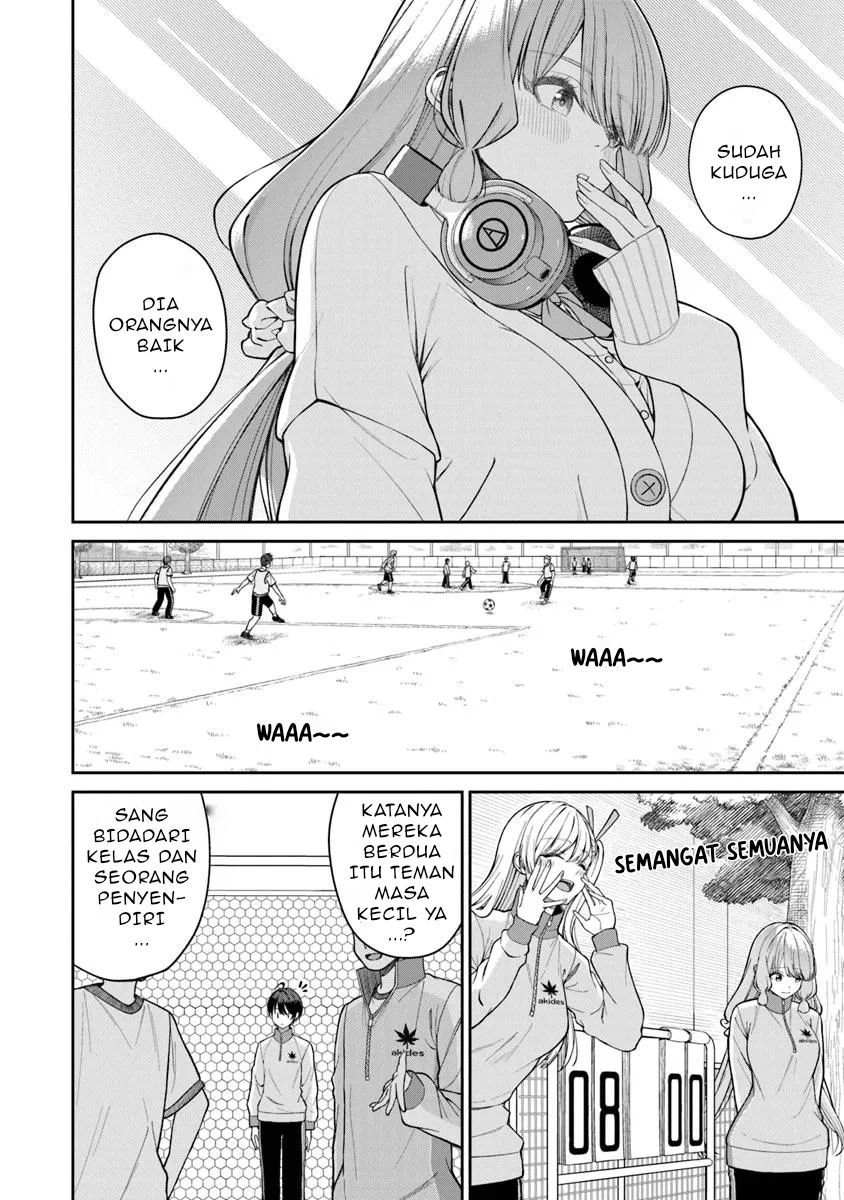 SUDAH
KUDUGA
...
DIA
ORANGNYA
BAIK
...
A
WAAA~~
WAAA~~
SEMANGAT SEMUANYA
akides
akides
08
00
KATANYA
MEREKA
BERDUA
ITU TEMAN
MASA
KECIL YA
...?
SANG
BIDADARI
KELAS DAN
SEORANG
PENYEN-
DIRI
...
akides